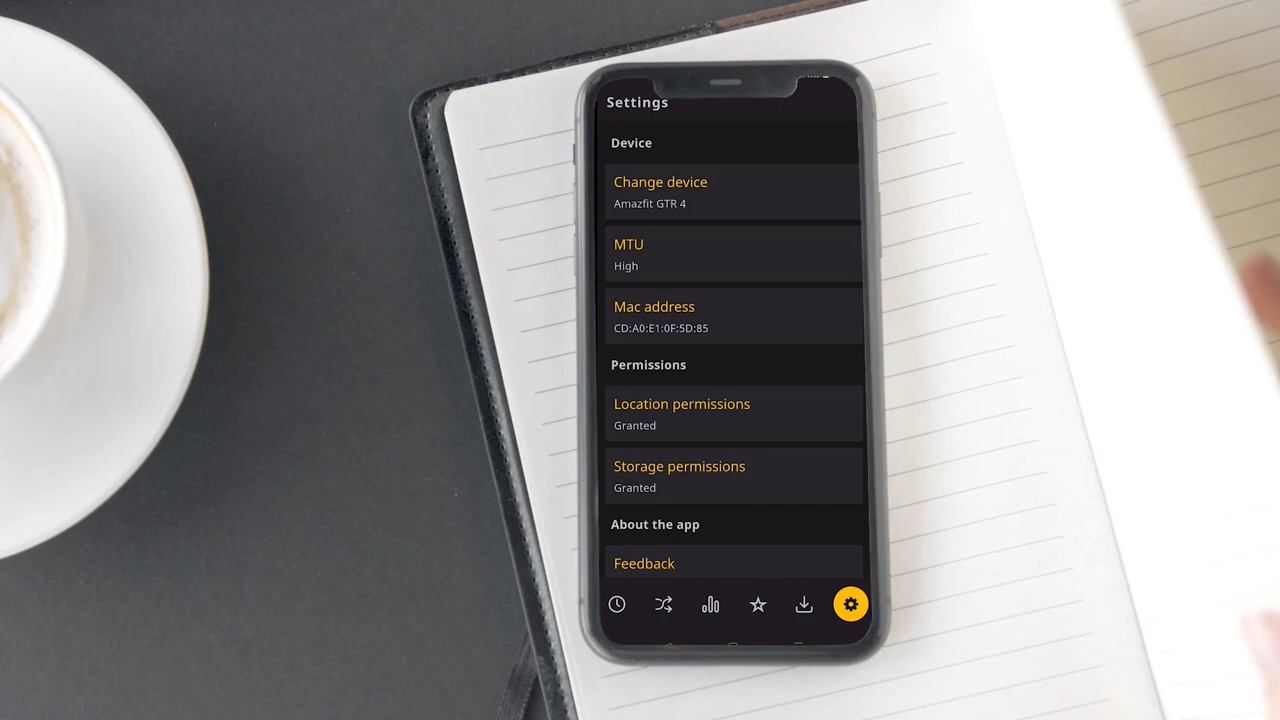 Settings
Device
Change device
Amazfit GTR 4
MTU
High
Mac address
CD:A0:E1:0F:5D:85
Permissions
Location permissions
Granted
Storage permissions
Granted
About the app
Feedback